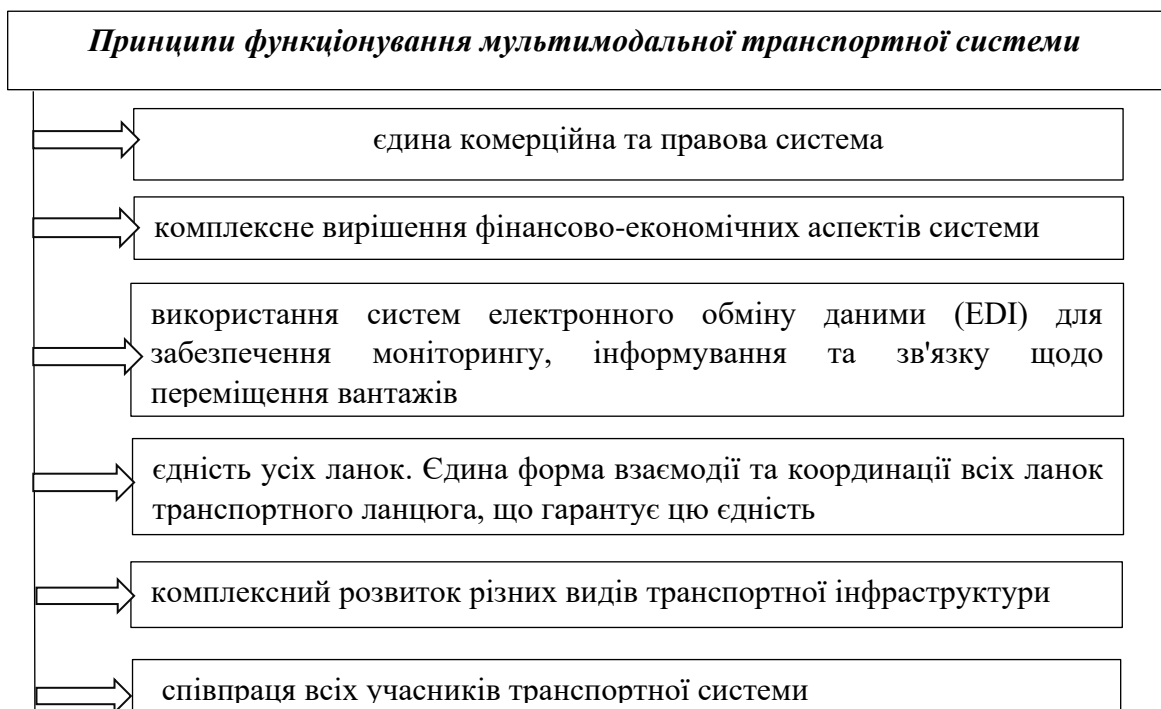 Принципи функціонування мультимодальної транспортної системи
єдина комерційна та правова система
комплексне вирішення фінансово-економічних аспектів системи
використання систем електронного обміну даними (EDI) для
забезпечення моніторингу, інформування та зв'язку щодо
переміщення вантажів
єдність усіх ланок. Єдина форма взаємодії та координації всіх ланок
транспортного ланцюга, що гарантує цю єдність
комплексний розвиток різних видів транспортної інфраструктури
співпраця всіх учасників транспортної системи